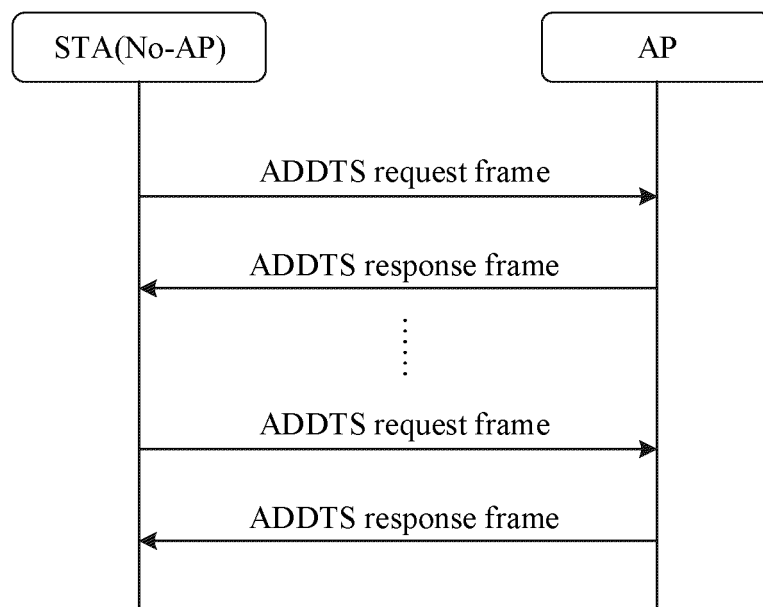 STA(No-AP)
AP
ADDTS request frame
ADDTS response frame
ADDTS request frame
ADDTS response frame